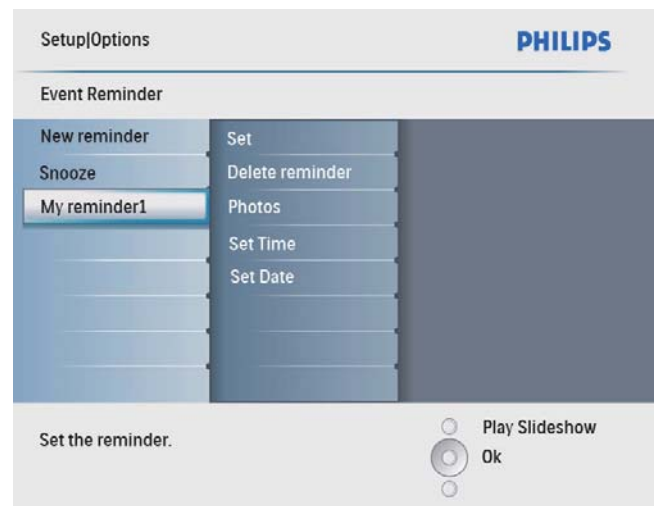 Setup|Options
PHILIPS
Event Reminder
New reminder
Snooze
My reminder1
Set
Delete reminder
Photos
Set Time
Set Date
Set the reminder.
Play Slideshow
Ok